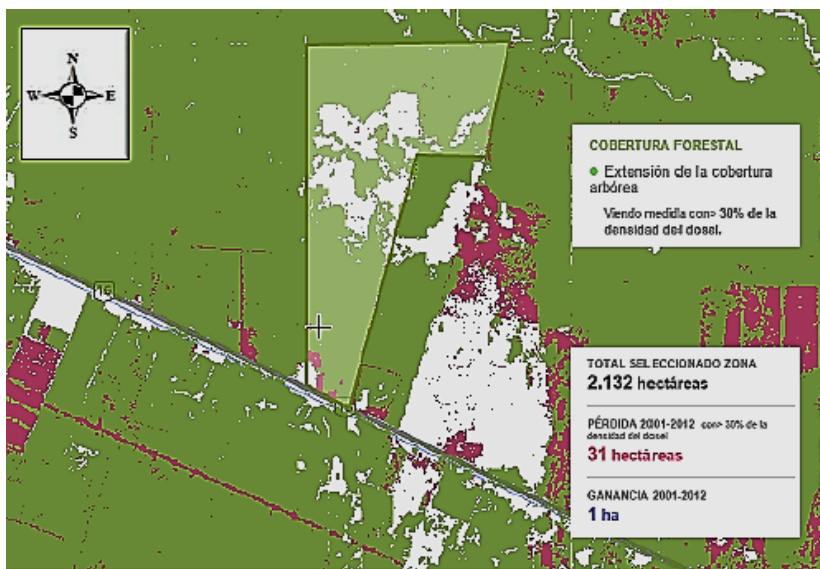 N
W E
S
COBERTURA FORESTAL
Extensión de la cobertura
arbórea
Viendo medida con> 30% de la
densidad del dosel.
16
TOTAL SELECCIONADO ZONA
2,132 hectáreas
PÉRDIDA 2001-2012 con> 30% de la
densidad del dosel
31 hectáreas
GANANCIA 2001-2012
1 ha